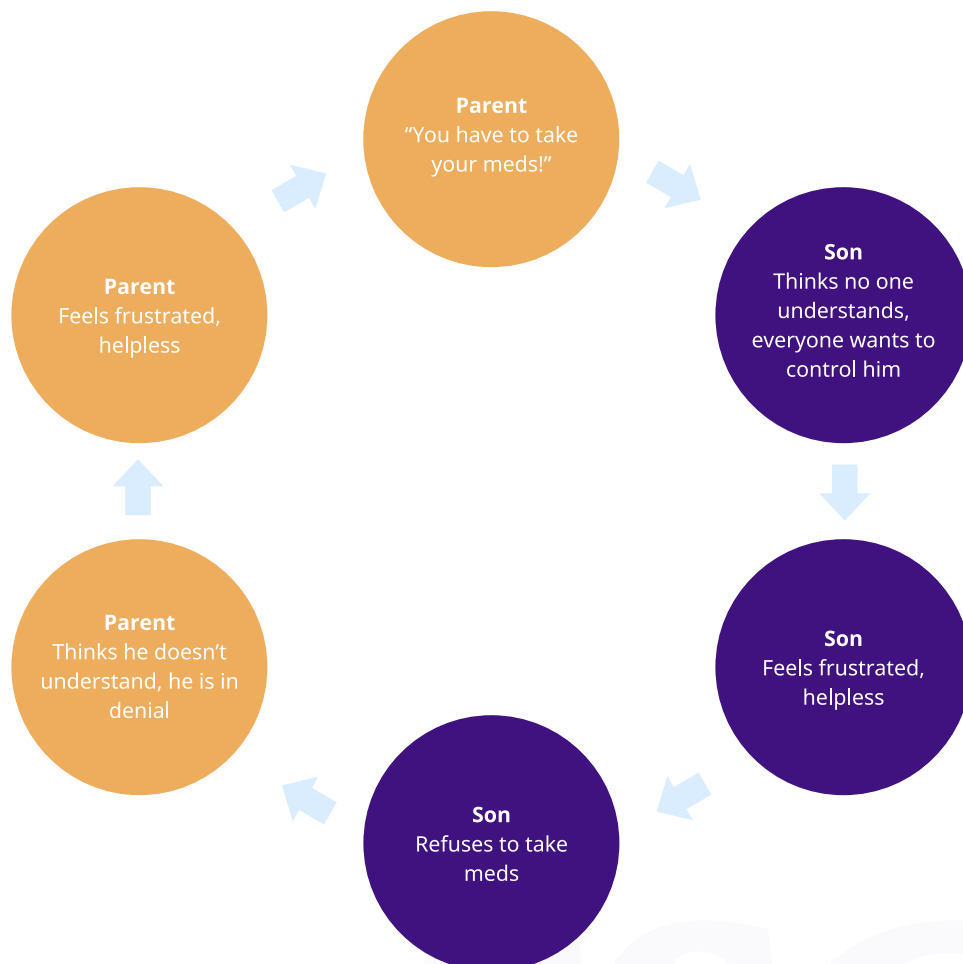 Parent
“You have to take
your meds!”
Son
Thinks no one
understands,
everyone wants to
control him
Son
Feels frustrated,
helpless
Son
Refuses to take
meds
Parent
Thinks he doesn’t
understand, he is in
denial
Parent
Feels frustrated,
helpless